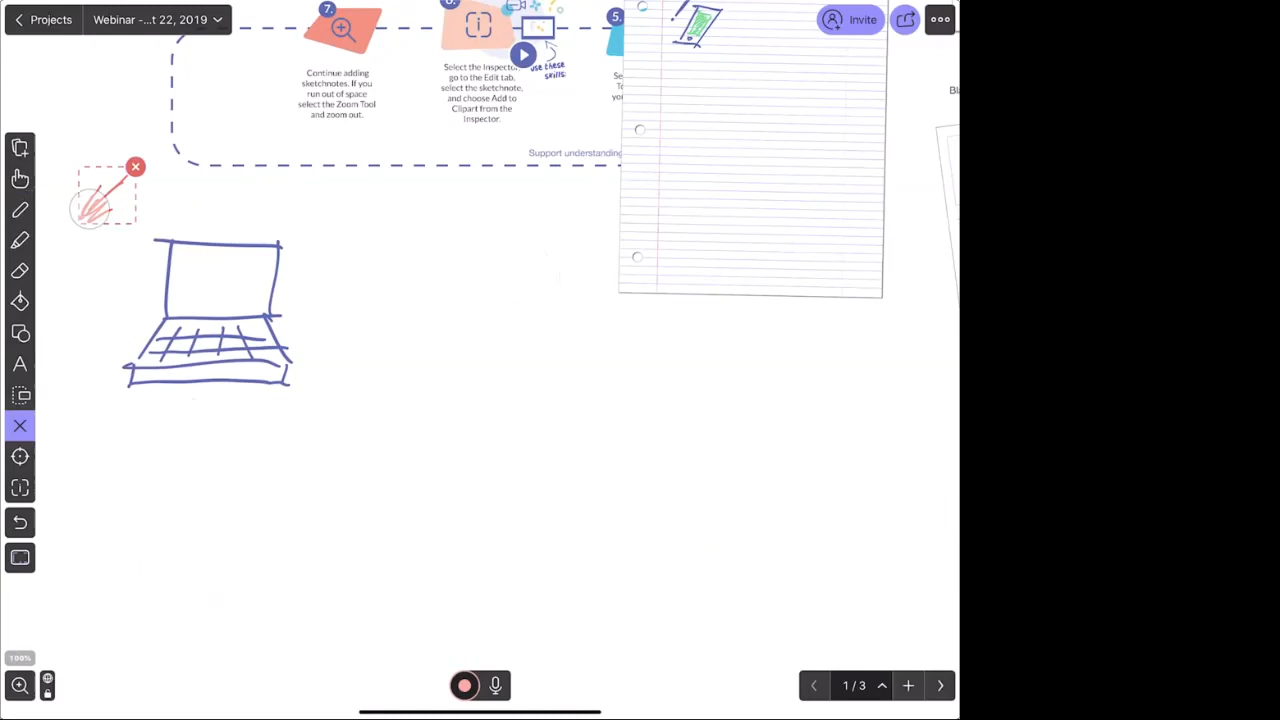 Projects
Webinar -...t 22, 2019
Invite
7.
5.
Continue adding
sketchnotes. If you
run out of space
select the Zoom Tool
and zoom out.
Select the Inspector,
go to the Edit tab,
select the sketchnote,
and choose Add to
Clipart from the
Inspector.
use these
skills
Support understanding
A
100%
1 / 3